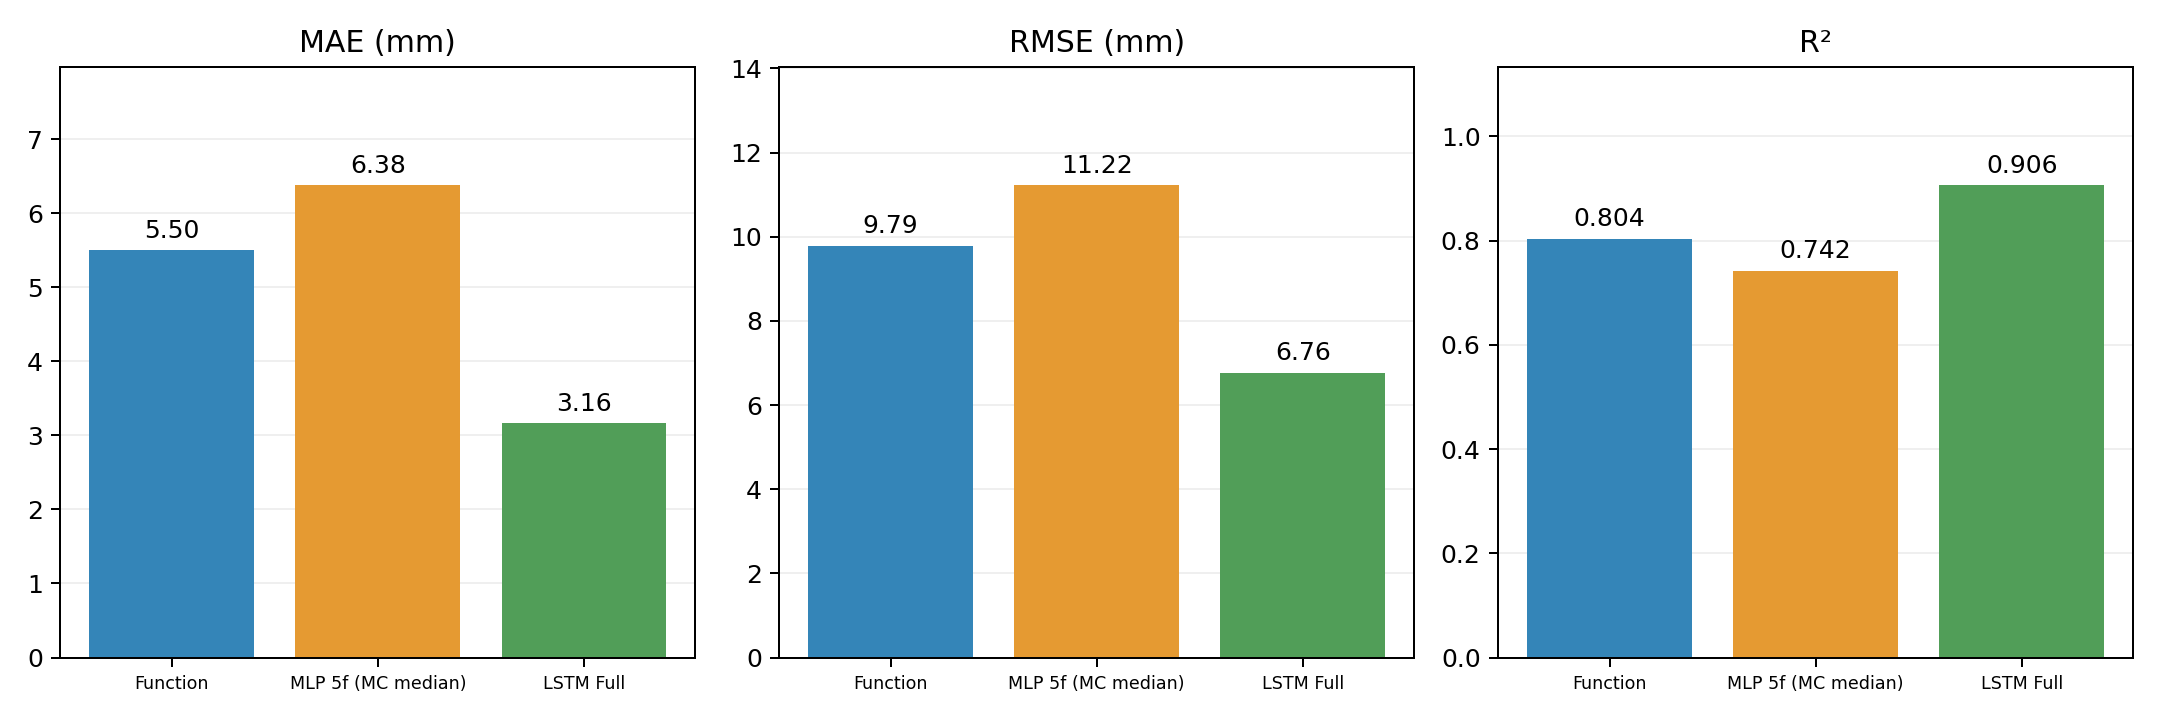 MAE (mm)
7
6
5
4
3
2
1
0
5.50
6.38
3.16
Function
MLP 5f (MC median)
LSTM Full
RMSE (mm)
14
12
10
8
6
4
2
0
9.79
11.22
6.76
Function
MLP 5f (MC median)
LSTM Full
R²
1.0
0.8
0.6
0.4
0.2
0.0
0.804
0.742
0.906
Function
MLP 5f (MC median)
LSTM Full